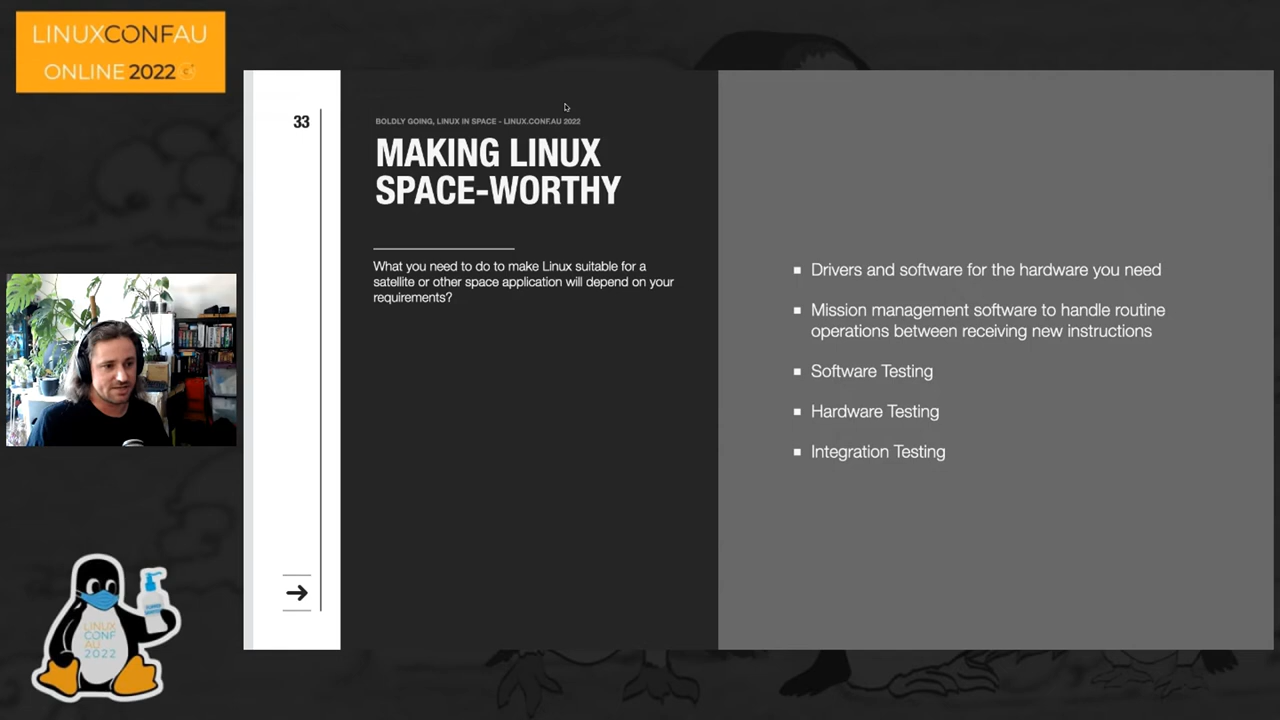 LINUXCONFAU
ONLINE 2022
33
BOLDLY GOING, LINUX IN SPACE - LINUX.CONF.AU 2022
MAKING LINUX
SPACE-WORTHY
What you need to do to make Linux suitable for a
satellite or other space application will depend on your
requirements?
Drivers and software for the hardware you need
Mission management software to handle routine
operations between receiving new instructions
Software Testing
Hardware Testing
Integration Testing
LINUX
CONF
AU
2022